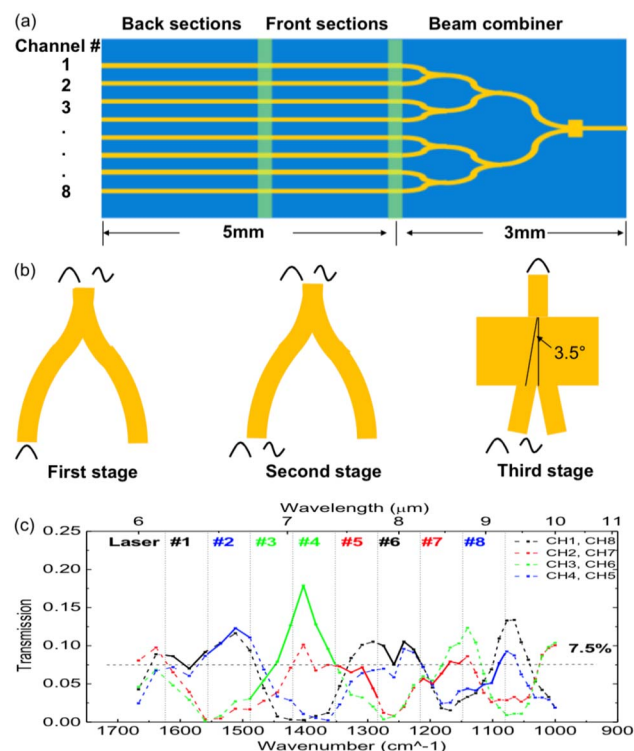 (a)
Back sections Front sections Beam combiner
Channel #
1
2
3
.
.
.
8
5mm 3mm
(b)
3.5°
First stage Second stage Third stage
(c)
Wavelength (μm)
6 7 8 9 10
0.25
0.20
0.15
0.10
0.05
0.00
Transmission
Laser #1 #2 #3 #4 #5 #6 #7 #8
CH1, CH8
CH2, CH7
CH3, CH6
CH4, CH5
7.5%
1700 1600 1500 1400 1300 1200 1100 1000 900
Wavenumber (cm^-1)